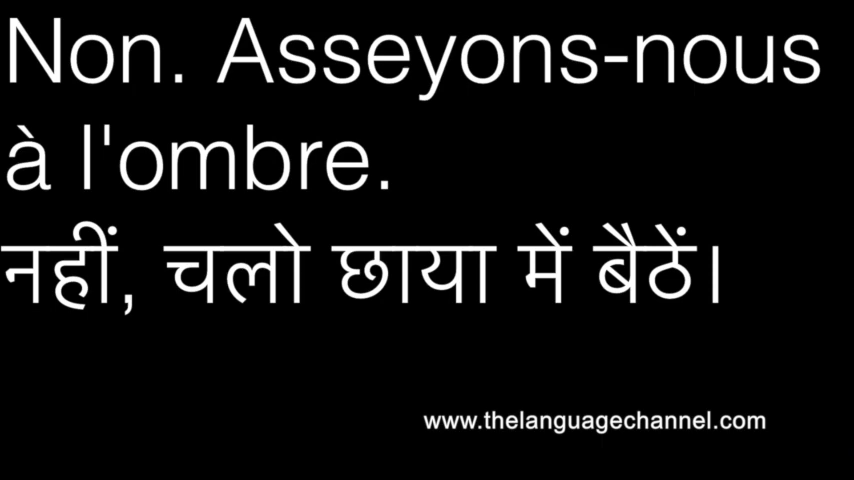 Non. Asseyons-nous
à l'ombre.
नहीं, चलो छाया में बैठें।
www.thelanguagechannel.com